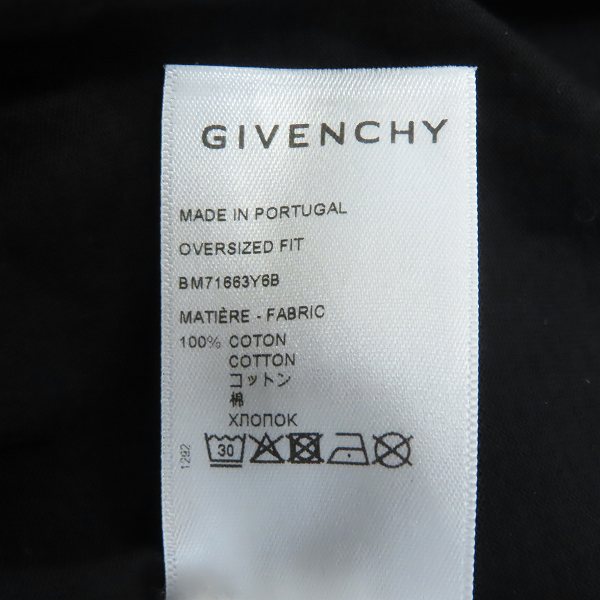 GIVENCHY
MADE IN PORTUGAL
OVERSIZED FIT
BM71663Y6B
MATIÈRE - FABRIC
100% COTON
COTTON
コットン
棉
ХЛОПОК
1292
30